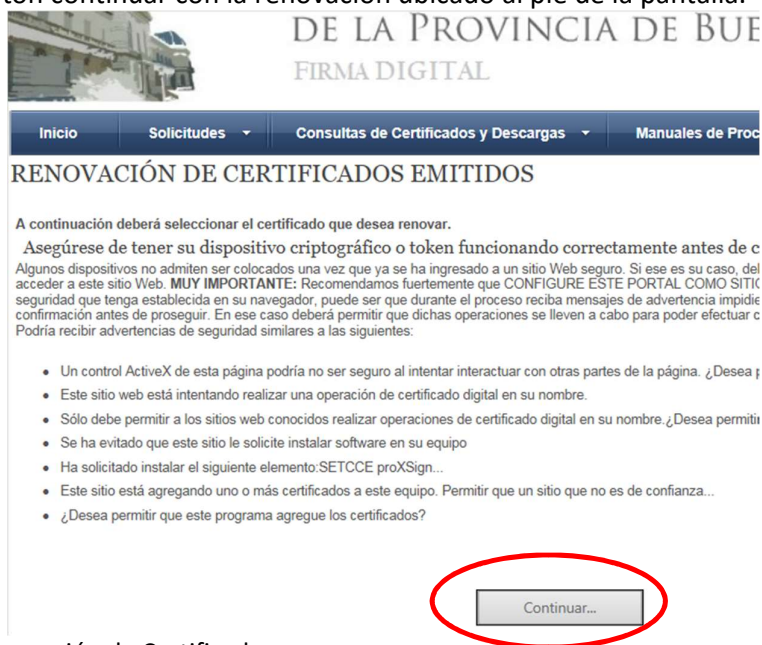 continuar con la renovación ubicado al pie de la pantalla.
DE LA PROVINCIA DE BUE
FIRMA DIGITAL
Inicio Solicitudes Consultas de Certificados y Descargas Manuales de Proc
RENOVACIÓN DE CERTIFICADOS EMITIDOS
A continuación deberá seleccionar el certificado que desea renovar.
Asegúrese de tener su dispositivo criptográfico o token funcionando correctamente antes de c
Algunos dispositivos no admiten ser colocados una vez que ya se ha ingresado a un sitio Web seguro. Si ese es su caso, del
acceder a este sitio Web. MUY IMPORTANTE: Recomendamos fuertemente que CONFIGURE ESTE PORTAL COMO SITIO
seguridad que tenga establecida en su navegador, puede ser que durante el proceso reciba mensajes de advertencia impidie
confirmación antes de proseguir. En ese caso deberá permitir que dichas operaciones se lleven a cabo para poder efectuar c
Podría recibir advertencias de seguridad similares a las siguientes:
• Un control ActiveX de esta página podría no ser seguro al intentar interactuar con otras partes de la página. ¿Desea p
• Este sitio web está intentando realizar una operación de certificado digital en su nombre.
• Sólo debe permitir a los sitios web conocidos realizar operaciones de certificado digital en su nombre.¿Desea permitir
• Se ha evitado que este sitio le solicite instalar software en su equipo
• Ha solicitado instalar el siguiente elemento:SETCCE proXSign...
• Este sitio está agregando uno o más certificados a este equipo. Permitir que un sitio que no es de confianza...
• ¿Desea permitir que este programa agregue los certificados?
Continuar...